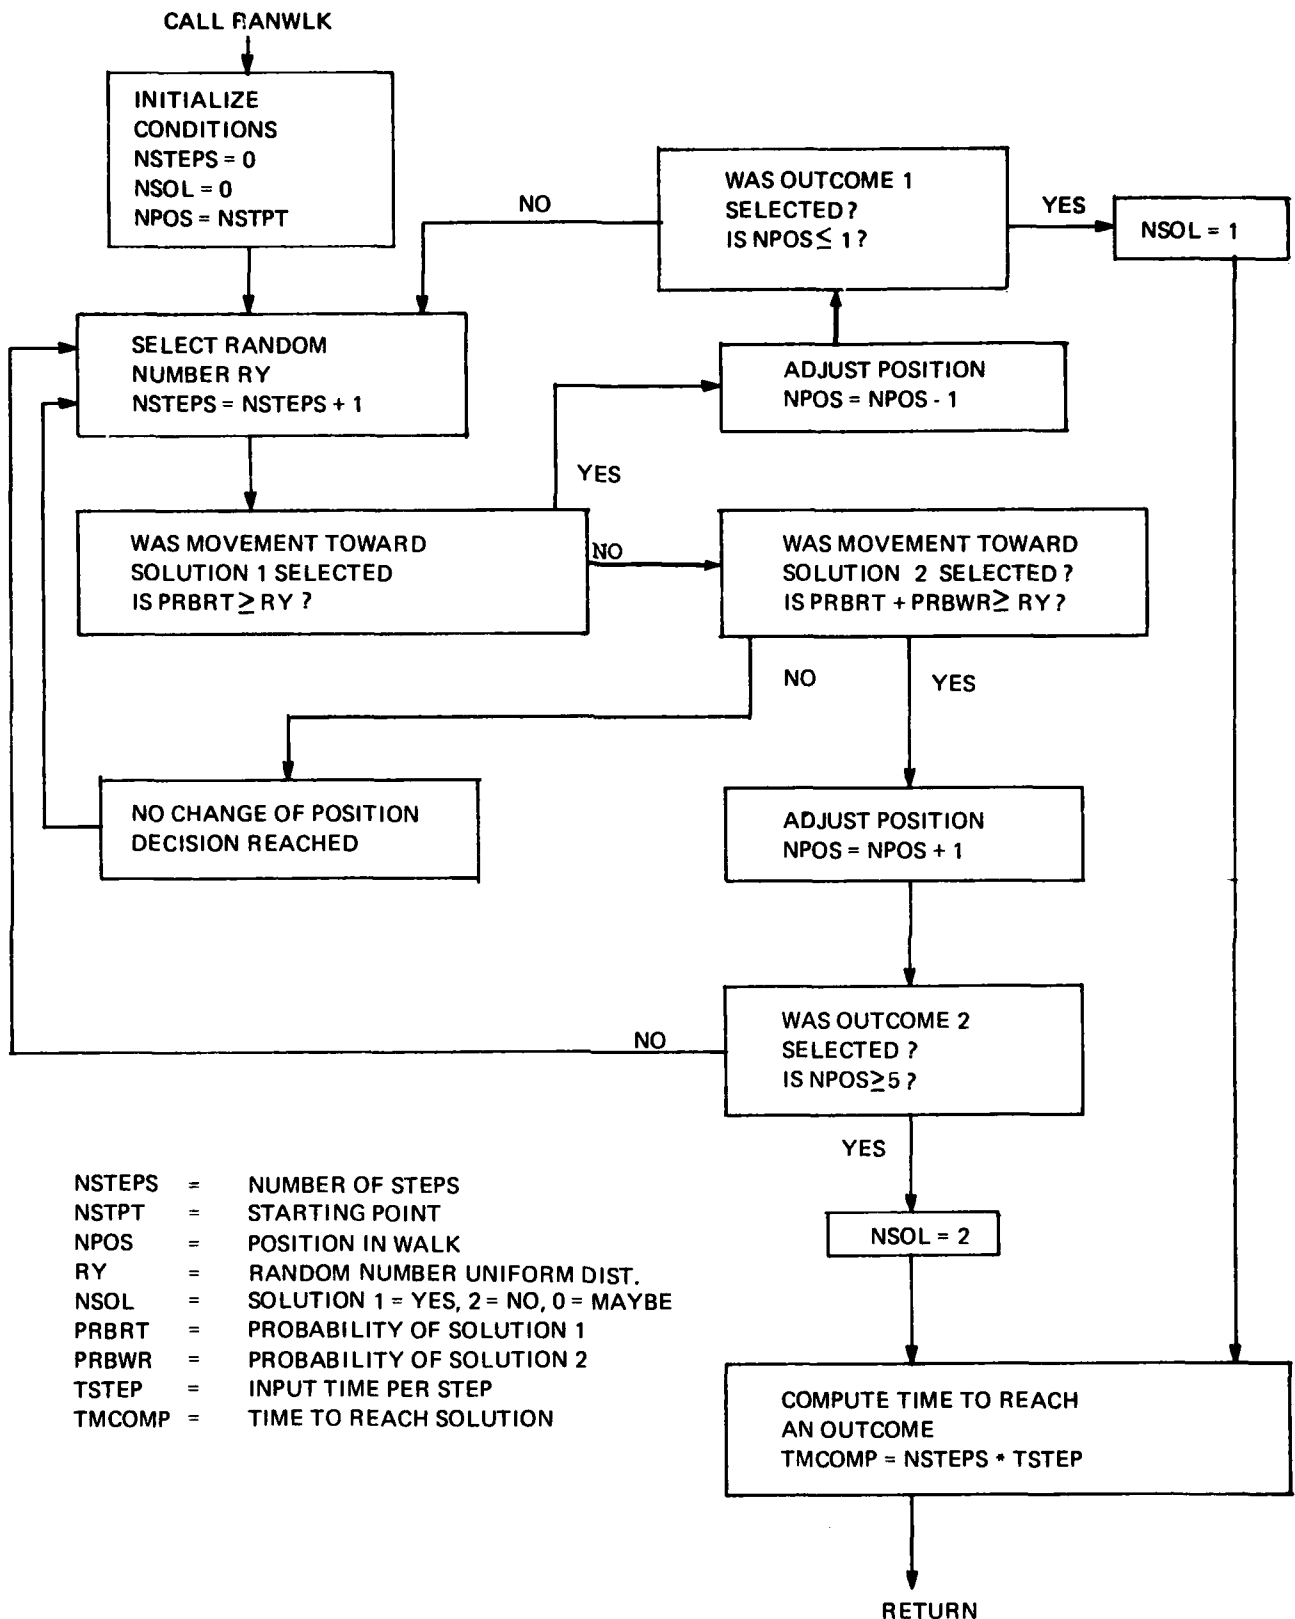 CALL RANWLK
INITIALIZE
CONDITIONS
NSTEPS = 0
NSOL = 0
NPOS = NSTPT
WAS OUTCOME 1
SELECTED?
IS NPOS ≤ 1?
NO
YES
NSOL = 1
SELECT RANDOM
NUMBER RY
NSTEPS = NSTEPS + 1
ADJUST POSITION
NPOS = NPOS - 1
YES
WAS MOVEMENT TOWARD
SOLUTION 1 SELECTED
IS PRBRT ≥ RY ?
NO
WAS MOVEMENT TOWARD
SOLUTION 2 SELECTED ?
IS PRBRT + PRBWR ≥ RY?
NO
YES
NO CHANGE OF POSITION
DECISION REACHED
ADJUST POSITION
NPOS = NPOS + 1
NO
WAS OUTCOME 2
SELECTED ?
IS NPOS ≥ 5 ?
YES
NSOL = 2
NSTEPS = NUMBER OF STEPS
NSTPT = STARTING POINT
NPOS = POSITION IN WALK
RY = RANDOM NUMBER UNIFORM DIST.
NSOL = SOLUTION 1 = YES, 2 = NO, 0 = MAYBE
PRBRT = PROBABILITY OF SOLUTION 1
PRBWR = PROBABILITY OF SOLUTION 2
TSTEP = INPUT TIME PER STEP
TMCOMP = TIME TO REACH SOLUTION
COMPUTE TIME TO REACH
AN OUTCOME
TMCOMP = NSTEPS * TSTEP
RETURN